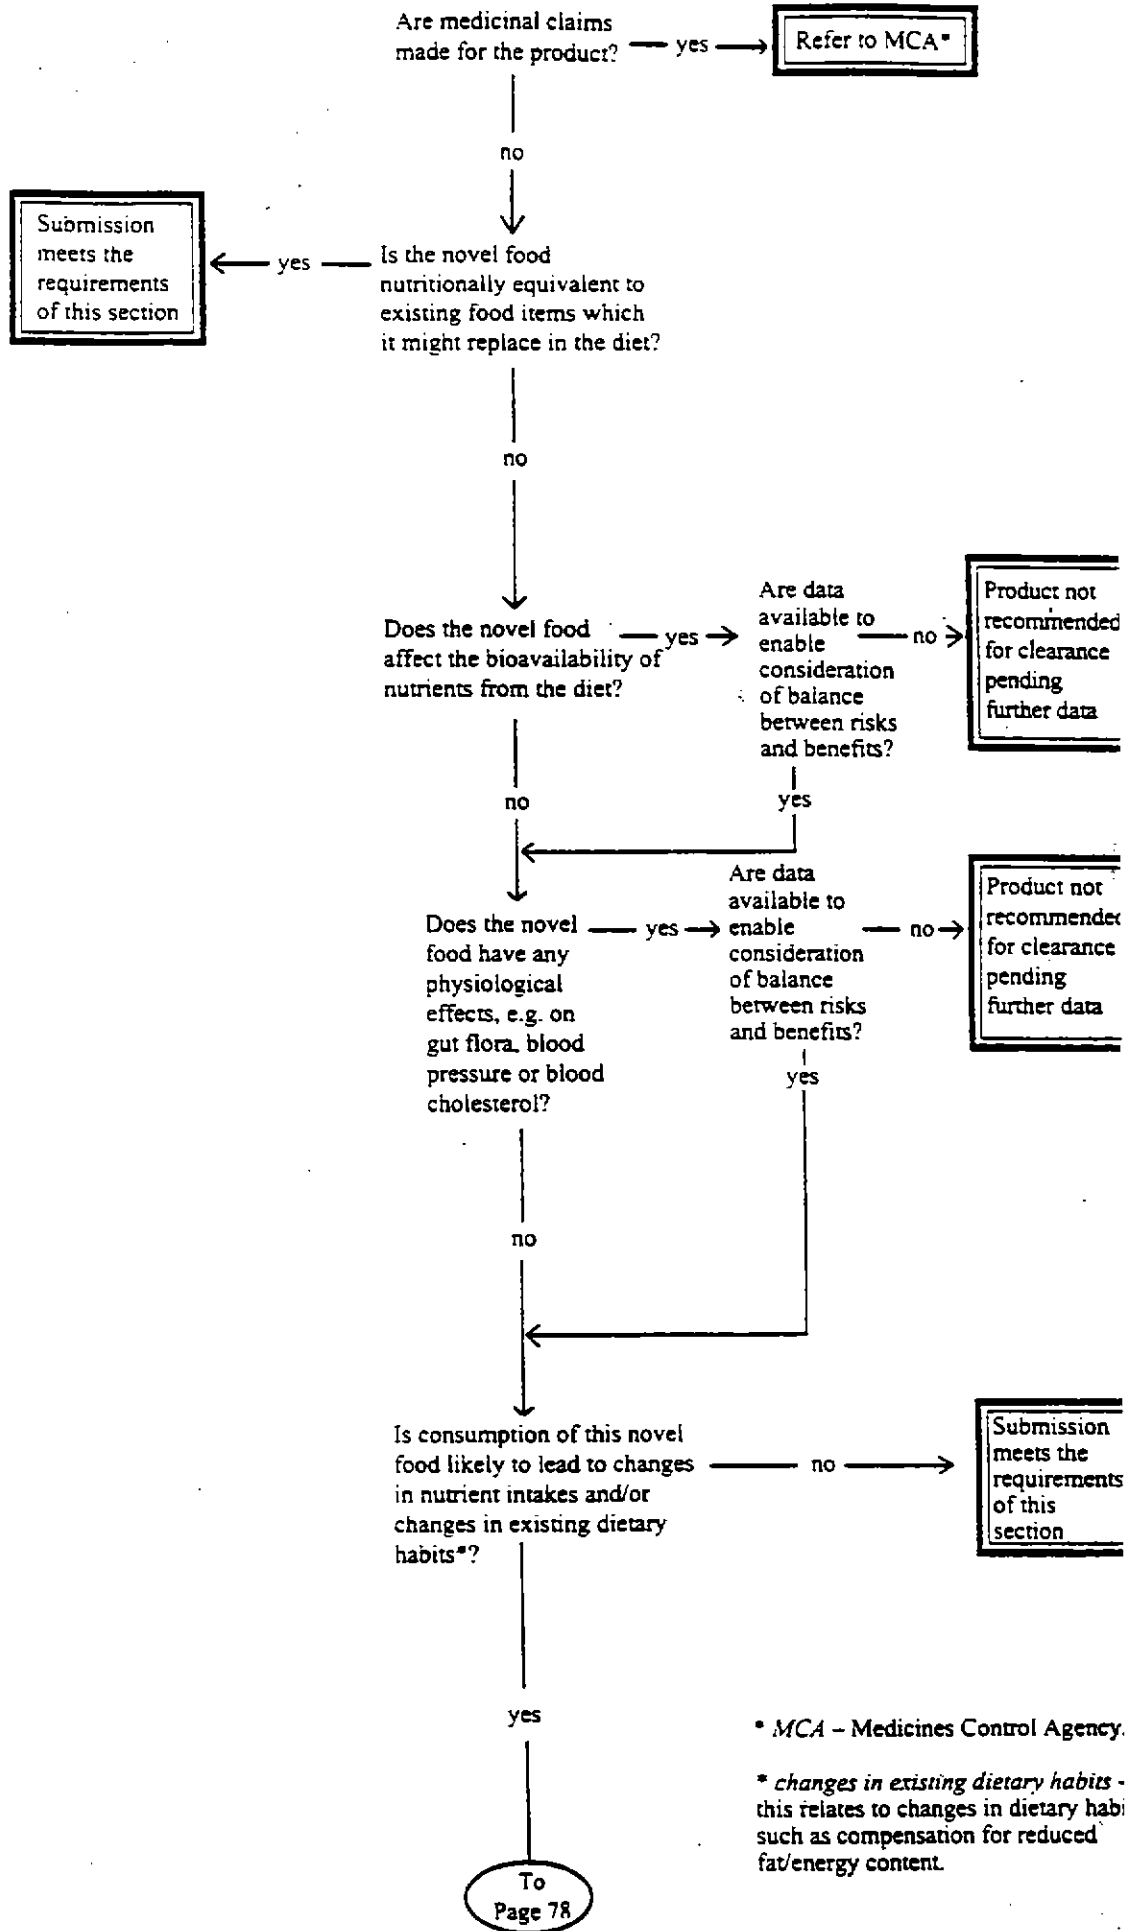 Are medicinal claims
made for the product?
yes
Refer to MCA*
no
Submission
meets the
requirements
of this section
yes
Is the novel food
nutritionally equivalent to
existing food items which
it might replace in the diet?
no
Does the novel food
affect the bioavailability of
nutrients from the diet?
yes
Are data
available to
enable
consideration
of balance
between risks
and benefits?
no
Product not
recommended
for clearance
pending
further data
no
yes
Does the novel
food have any
physiological
effects, e.g. on
gut flora, blood
pressure or blood
cholesterol?
yes
Are data
available to
enable
consideration
of balance
between risks
and benefits?
no
Product not
recommended
for clearance
pending
further data
yes
no
Is consumption of this novel
food likely to lead to changes
in nutrient intakes and/or
changes in existing dietary
habits*?
no
Submission
meets the
requirements
of this
section
yes
* MCA – Medicines Control Agency.
* changes in existing dietary habits -
this relates to changes in dietary habi
such as compensation for reduced
fat/energy content.
To
Page 78